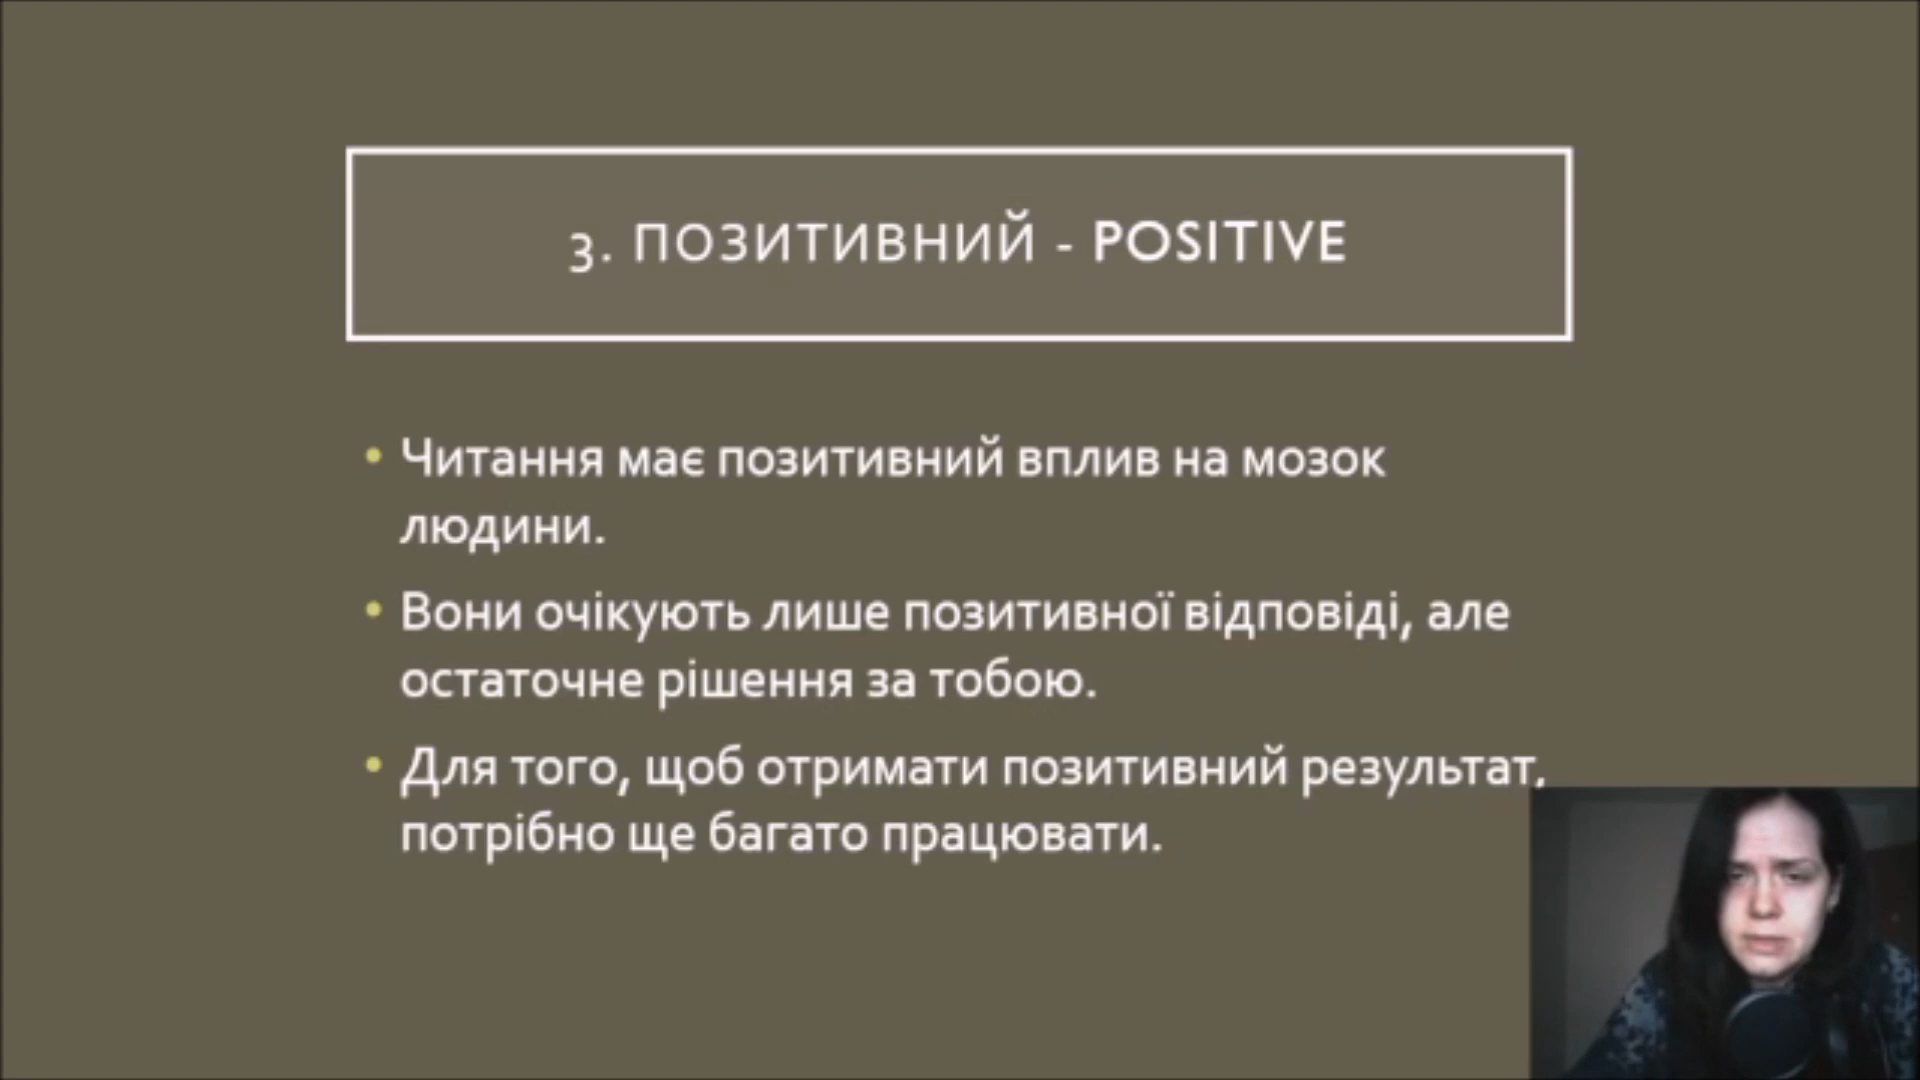 3. ПОЗИТИВНИЙ - POSITIVE
• Читання має позитивний вплив на мозок
людини.
• Вони очікують лише позитивної відповіді, але
остаточне рішення за тобою.
• Для того, щоб отримати позитивний результат,
потрібно ще багато працювати.